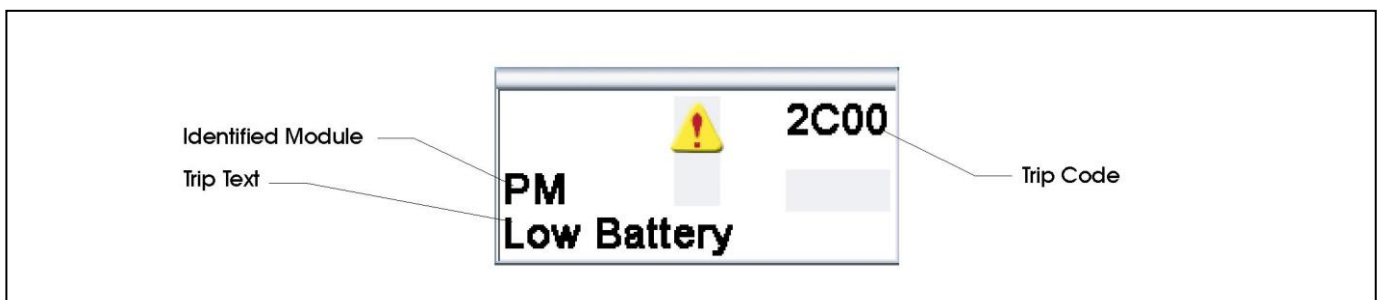 2C00
Identified Module
Trip Text
PM
Trip Code
Low Battery